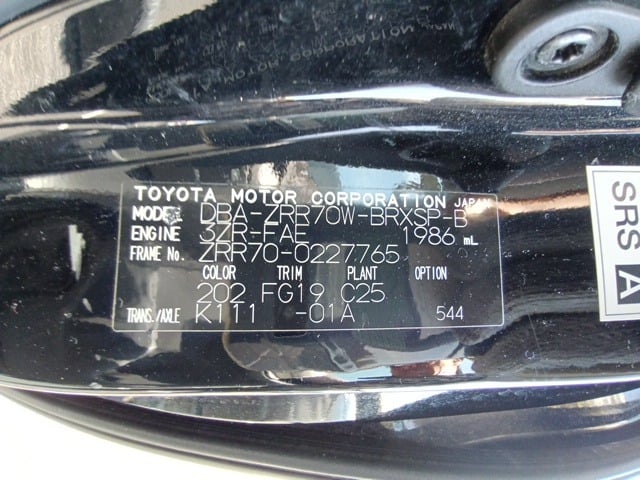 TOYOTA MOTOR CORPORATION JAPAN
MODEL DBA-ZRR70W-BRXSP-B
ENGINE 3ZR-FAE 1986 mL
FRAME No. ZRR70-0227765
COLOR TRIM PLANT OPTION
202 FG19 C25
TRANS./AXLE K111 -01A 544
SRS
A